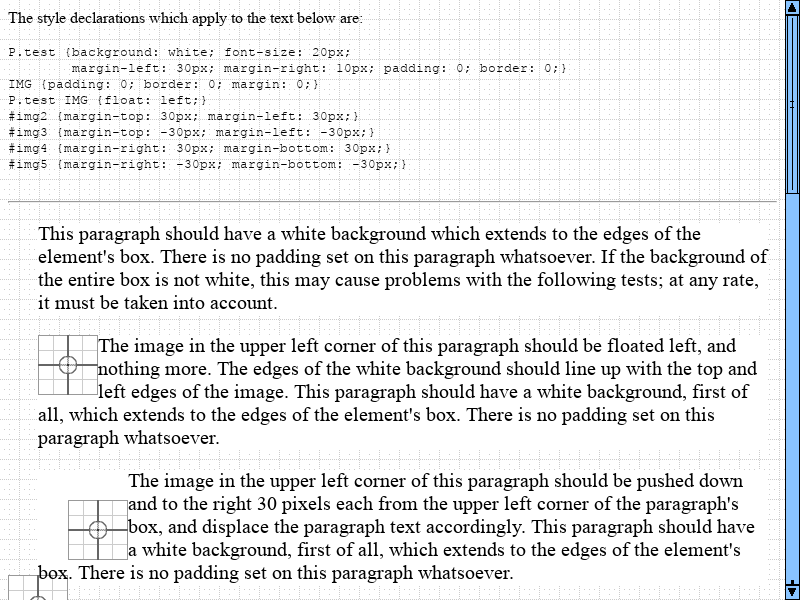 The style declarations which apply to the text below are:
P.test {background: white; font-size: 20px;
margin-left: 30px; margin-right: 10px; padding: 0; border: 0;}
IMG {padding: 0; border: 0; margin: 0;}
P.test IMG {float: left;}
#img2 {margin-top: 30px; margin-left: 30px;}
#img3 {margin-top: -30px; margin-left: -30px;}
#img4 {margin-right: 30px; margin-bottom: 30px;}
#img5 {margin-right: -30px; margin-bottom: -30px;}
This paragraph should have a white background which extends to the edges of the
element's box. There is no padding set on this paragraph whatsoever. If the background of
the entire box is not white, this may cause problems with the following tests; at any rate,
it must be taken into account.
The image in the upper left corner of this paragraph should be floated left, and
nothing more. The edges of the white background should line up with the top and
left edges of the image. This paragraph should have a white background, first of
all, which extends to the edges of the element's box. There is no padding set on this
paragraph whatsoever.
The image in the upper left corner of this paragraph should be pushed down
and to the right 30 pixels each from the upper left corner of the paragraph's
box, and displace the paragraph text accordingly. This paragraph should have
a white background, first of all, which extends to the edges of the element's
box. There is no padding set on this paragraph whatsoever.